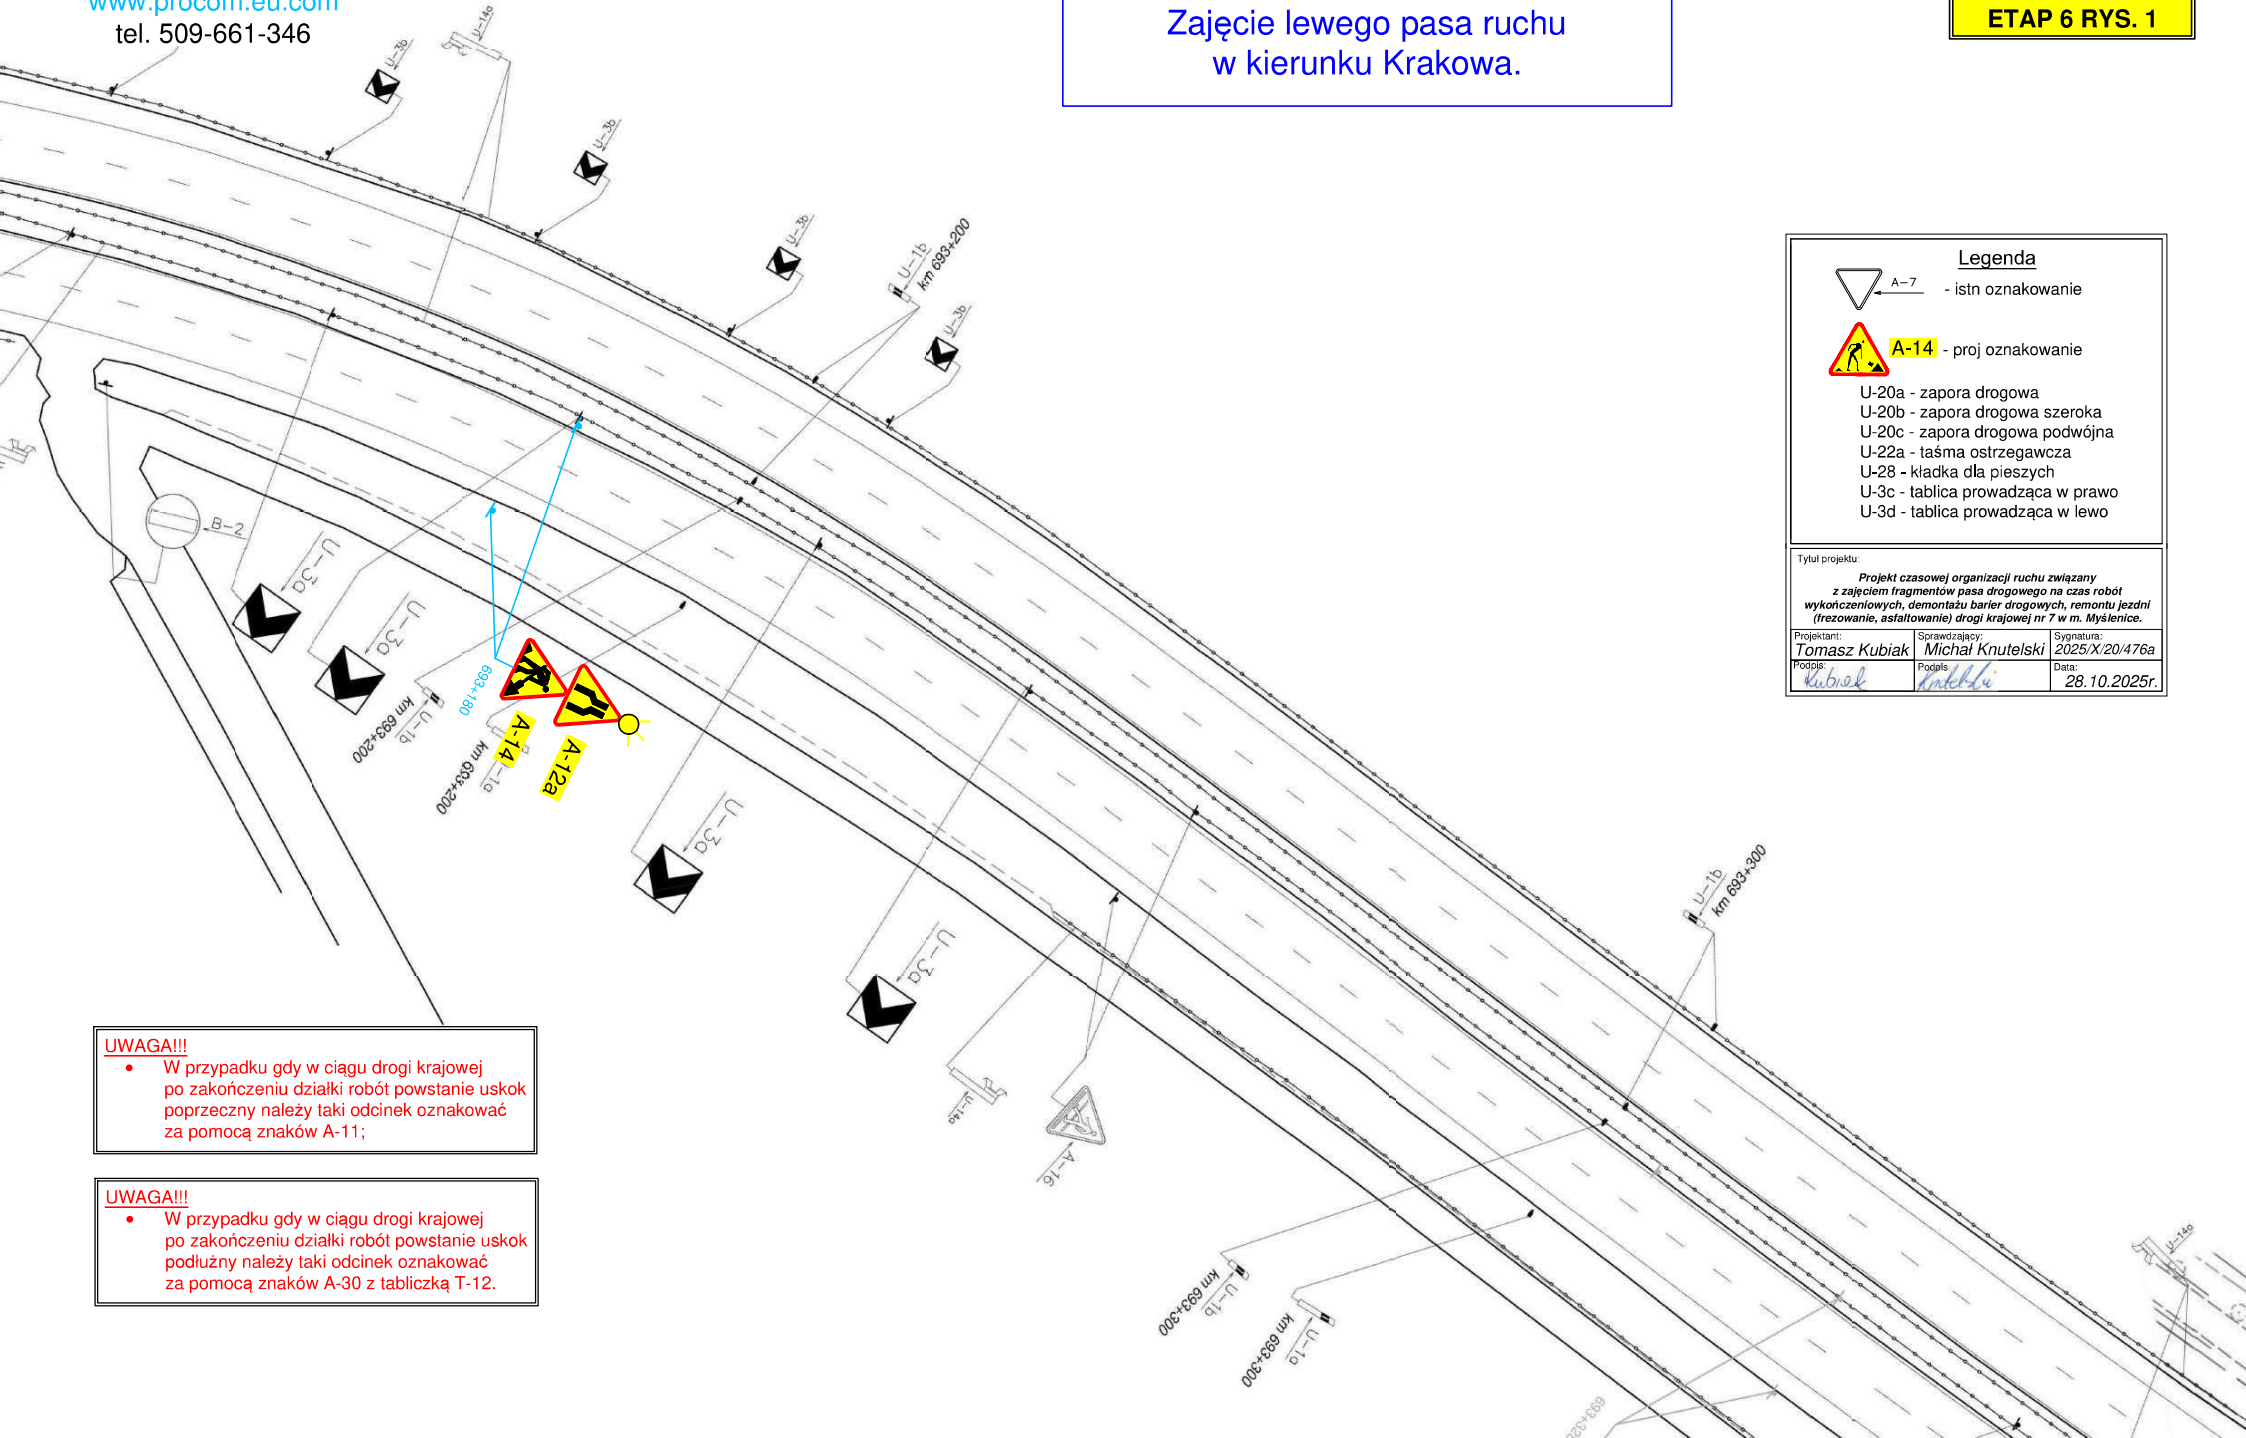 www.procom.eu.com
tel. 509-661-346
Zajęcie lewego pasa ruchu
w kierunku Krakowa.
ETAP 6 RYS. 1
U-14a
U-3b
U-3b
U-3b
U-1b
km 693+200
U-3b
Legenda
A-7
- istn oznakowanie
A-14 - proj oznakowanie
U-20a - zapora drogowa
U-20b - zapora drogowa szeroka
U-20c - zapora drogowa podwójna
U-22a - taśma ostrzegawcza
U-28 - kładka dla pieszych
U-3c - tablica prowadząca w prawo
U-3d - tablica prowadząca w lewo
Tytuł projektu:
Projekt czasowej organizacji ruchu związany
z zajęciem fragmentów pasa drogowego na czas robót
wykończeniowych, demontażu barier drogowych, remontu jezdni
(frezowanie, asfaltowanie) drogi krajowej nr 7 w m. Myślenice.
Projektant:
Tomasz Kubiak
Sprawdzający:
Michał Knutelski
Sygnatura:
2025/X/20/476a
Podpis:
Kubiak
Podpis:
Knutelski
Data:
28.10.2025r.
B-2
U-3a
U-3a
693+180
A-14
A-12a
U-1b
km 693+200
U-1a
km 693+200
U-3a
U-3a
U-14a
A-16
U-1b
km 693+300
U-1b
km 693+300
U-1a
km 693+300
U-14a
UWAGA!!!
• W przypadku gdy w ciągu drogi krajowej
po zakończeniu działki robót powstanie uskok
poprzeczny należy taki odcinek oznakować
za pomocą znaków A-11;
UWAGA!!!
• W przypadku gdy w ciągu drogi krajowej
po zakończeniu działki robót powstanie uskok
podłużny należy taki odcinek oznakować
za pomocą znaków A-30 z tabliczką T-12.